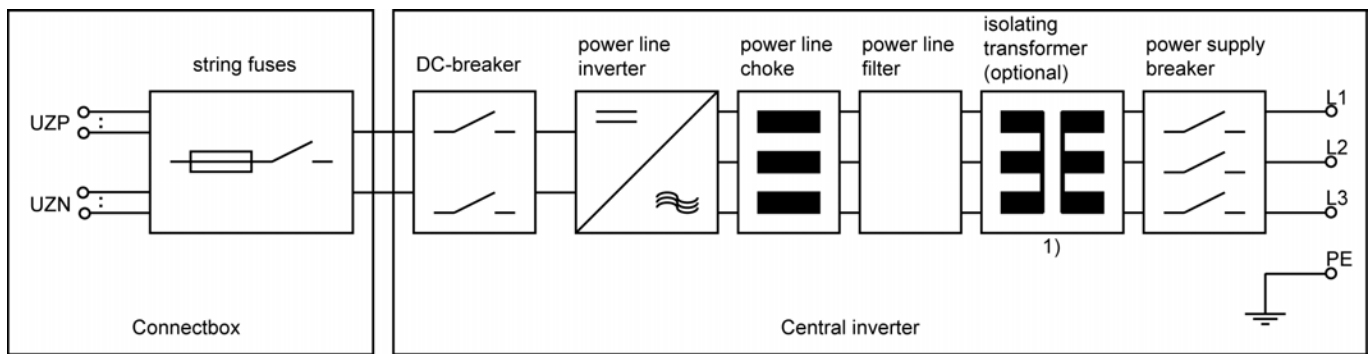 string fuses
DC-breaker
power line
inverter
power line
choke
power line
filter
isolating
transformer
(optional)
power supply
breaker
UZP
:
UZN
:
L1
L2
L3
1)
PE
Connectbox
Central inverter